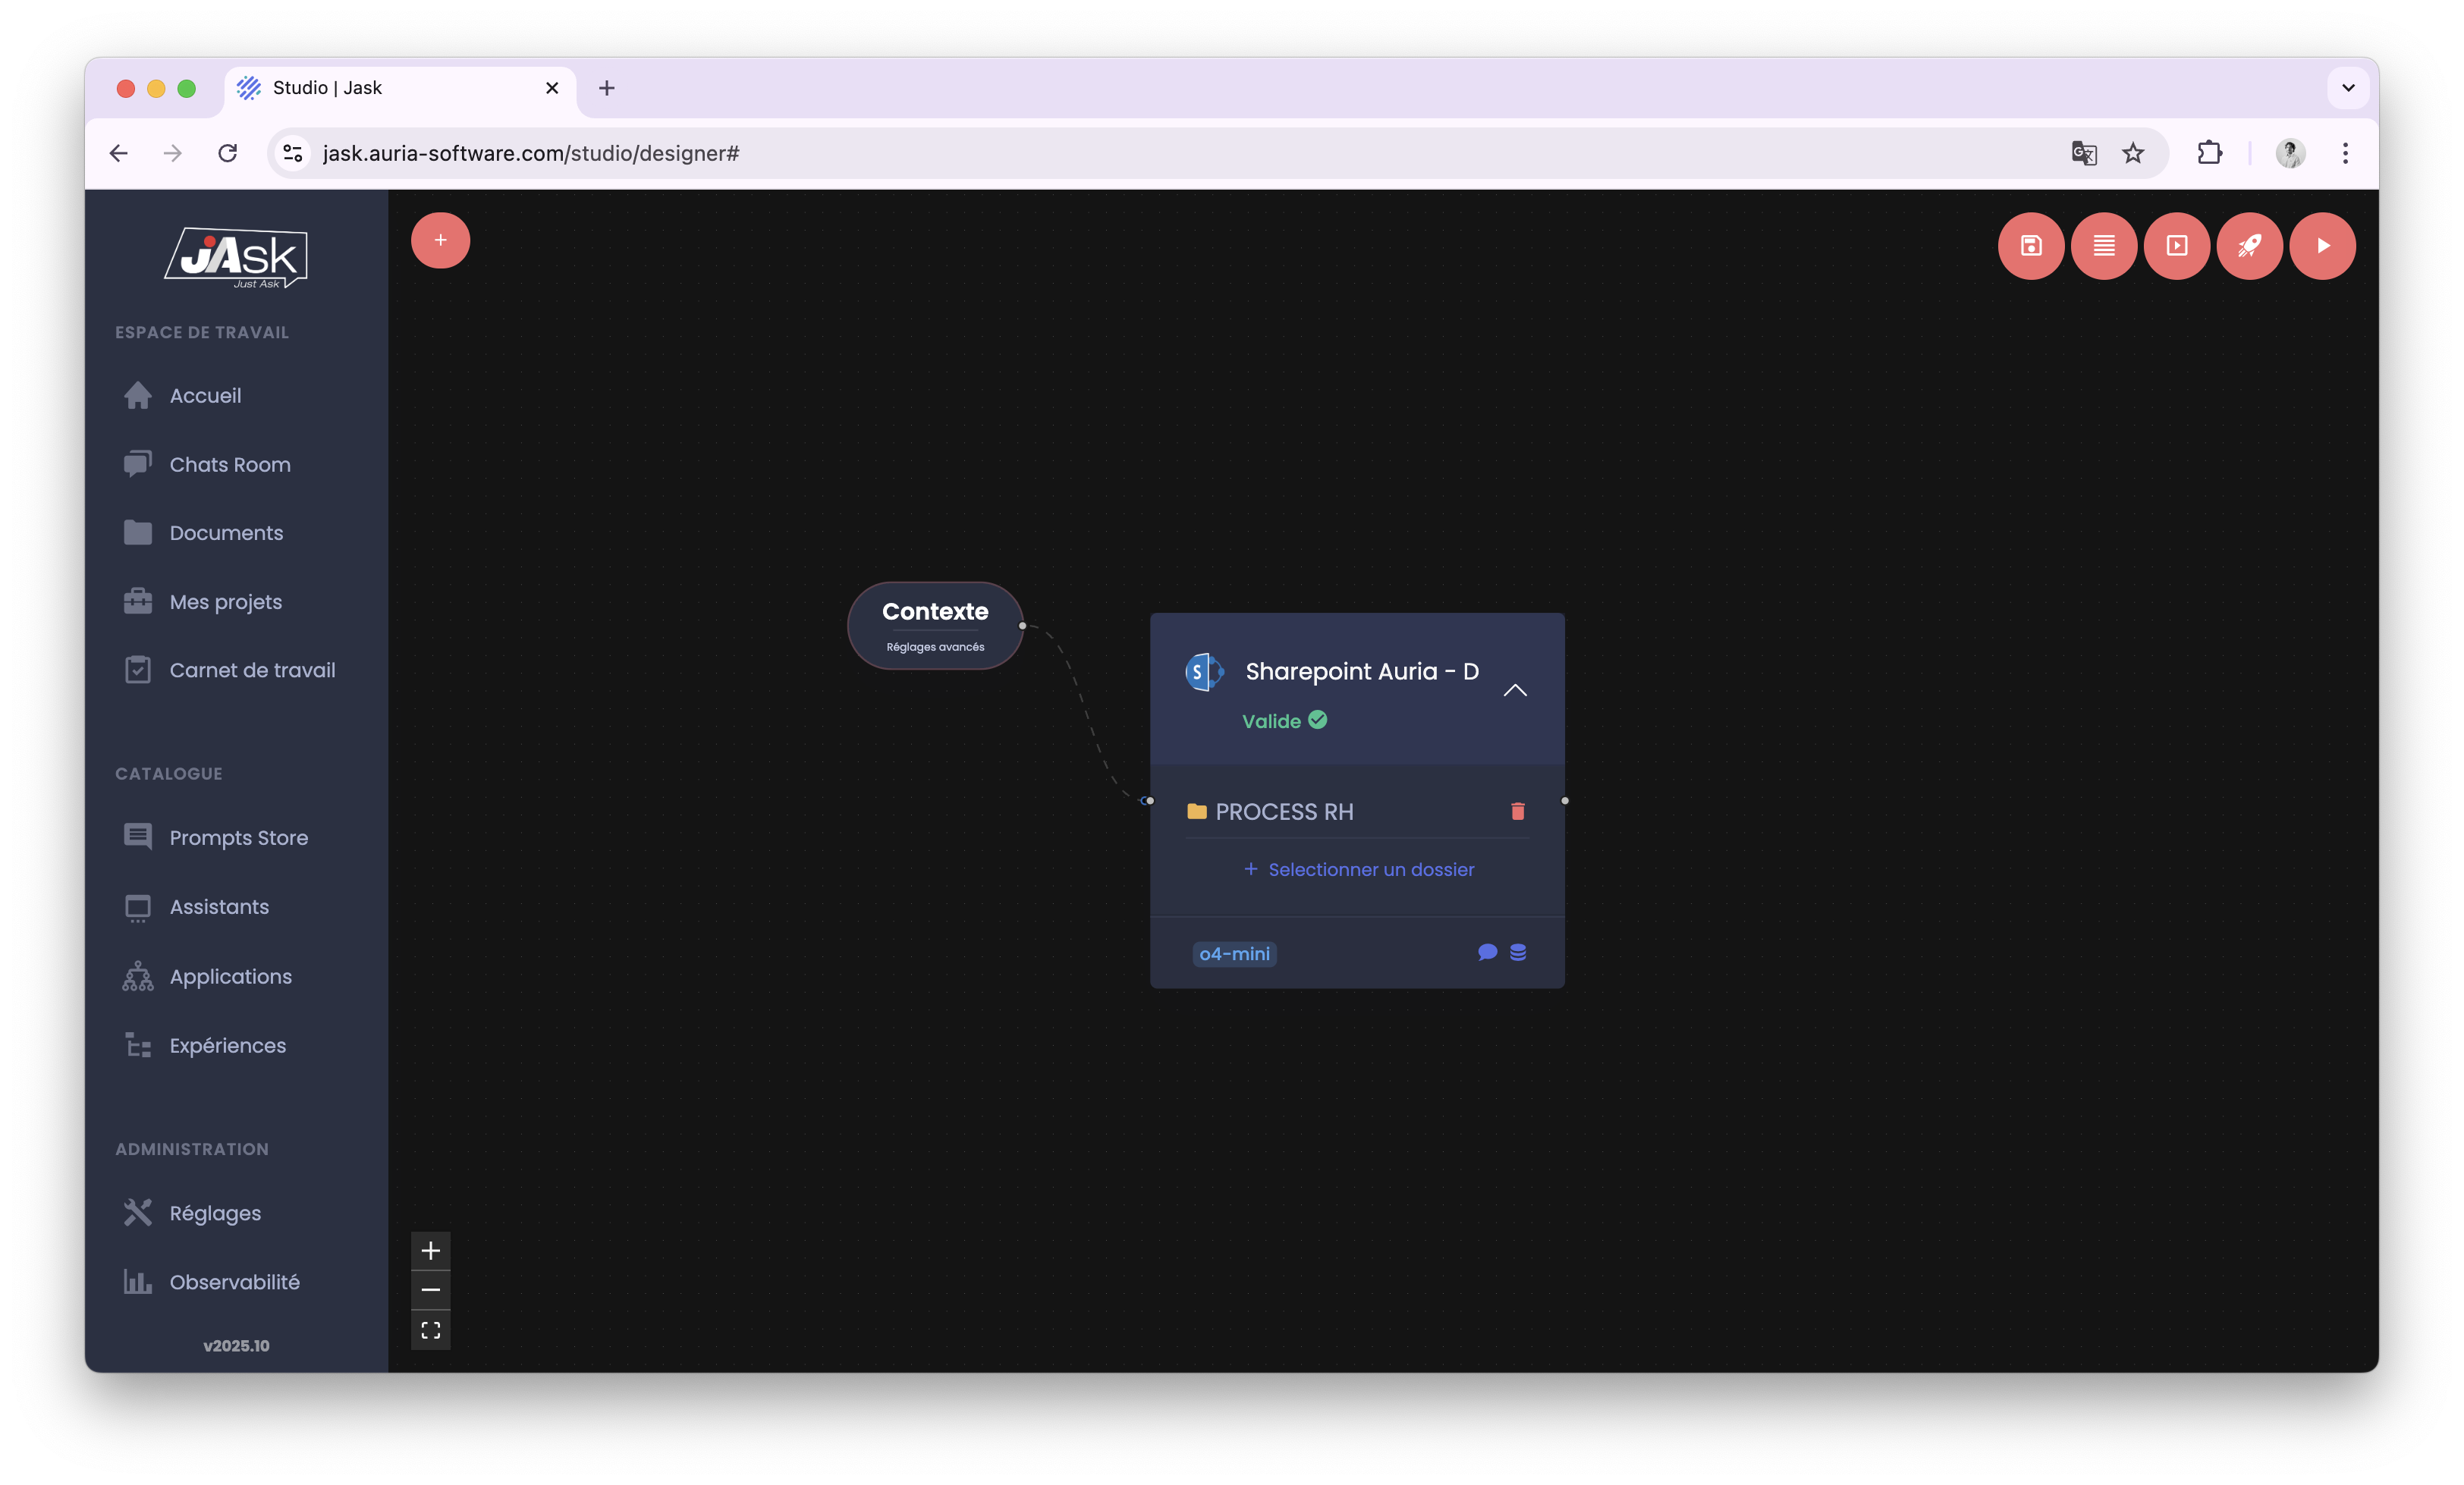 Studio | Jask
jask.auria-software.com/studio/designer#
jAsk
Just Ask
ESPACE DE TRAVAIL
Accueil
Chats Room
Documents
Mes projets
Carnet de travail
CATALOGUE
Prompts Store
Assistants
Applications
Expériences
ADMINISTRATION
Réglages
Observabilité
v2025.10
Contexte
Réglages avancés
S
Sharepoint Auria - D
Valide
PROCESS RH
+ Selectionner un dossier
o4-mini